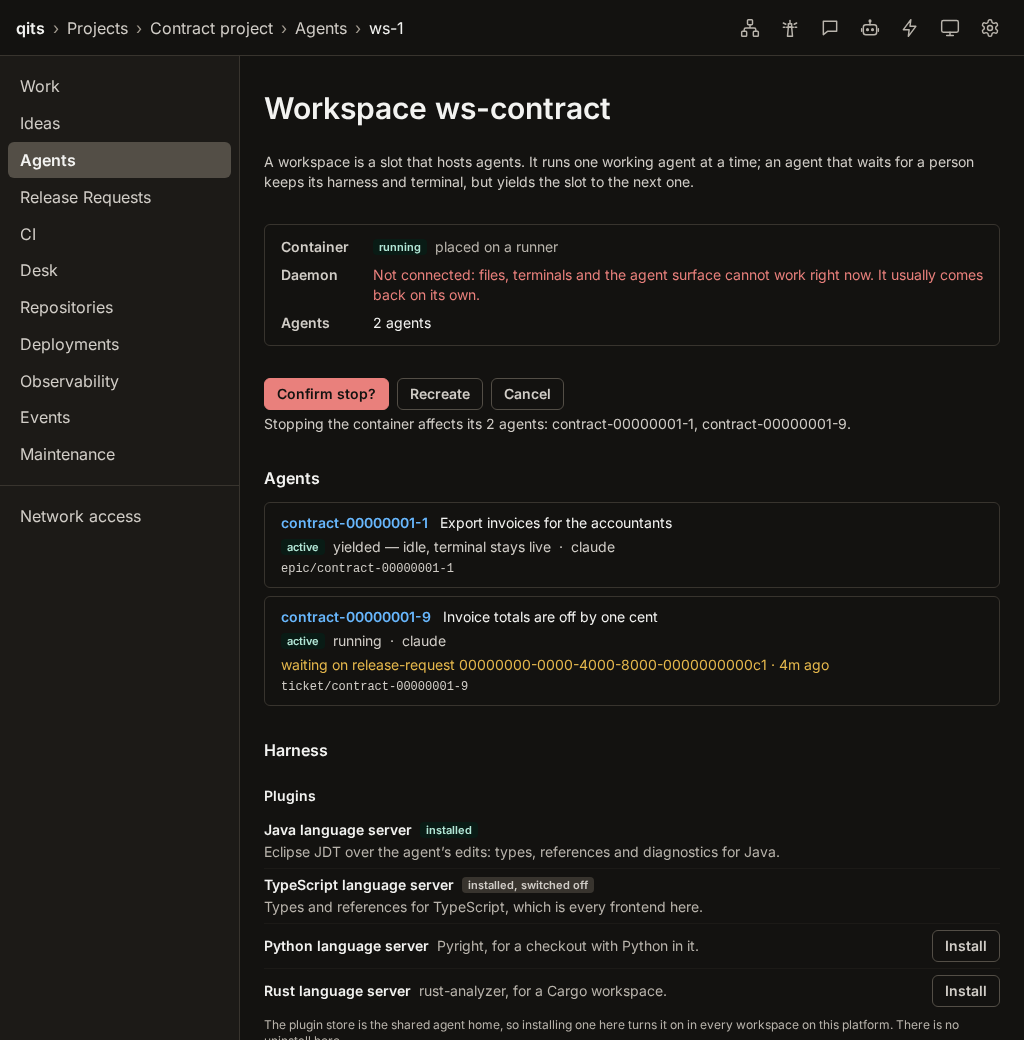 qits › Projects › Contract project › Agents › ws-1
Work
Ideas
Agents
Release Requests
CI
Desk
Repositories
Deployments
Observability
Events
Maintenance
Network access
Workspace ws-contract
A workspace is a slot that hosts agents. It runs one working agent at a time; an agent that waits for a person
keeps its harness and terminal, but yields the slot to the next one.
Container running placed on a runner
Daemon Not connected: files, terminals and the agent surface cannot work right now. It usually comes
back on its own.
Agents 2 agents
Confirm stop? Recreate Cancel
Stopping the container affects its 2 agents: contract-00000001-1, contract-00000001-9.
Agents
contract-00000001-1 Export invoices for the accountants
active yielded — idle, terminal stays live · claude
epic/contract-00000001-1
contract-00000001-9 Invoice totals are off by one cent
active running · claude
waiting on release-request 00000000-0000-4000-8000-0000000000c1 · 4m ago
ticket/contract-00000001-9
Harness
Plugins
Java language server installed
Eclipse JDT over the agent’s edits: types, references and diagnostics for Java.
TypeScript language server installed, switched off
Types and references for TypeScript, which is every frontend here.
Python language server Pyright, for a checkout with Python in it. Install
Rust language server rust-analyzer, for a Cargo workspace. Install
The plugin store is the shared agent home, so installing one here turns it on in every workspace on this platform. There is no
uninstall here.